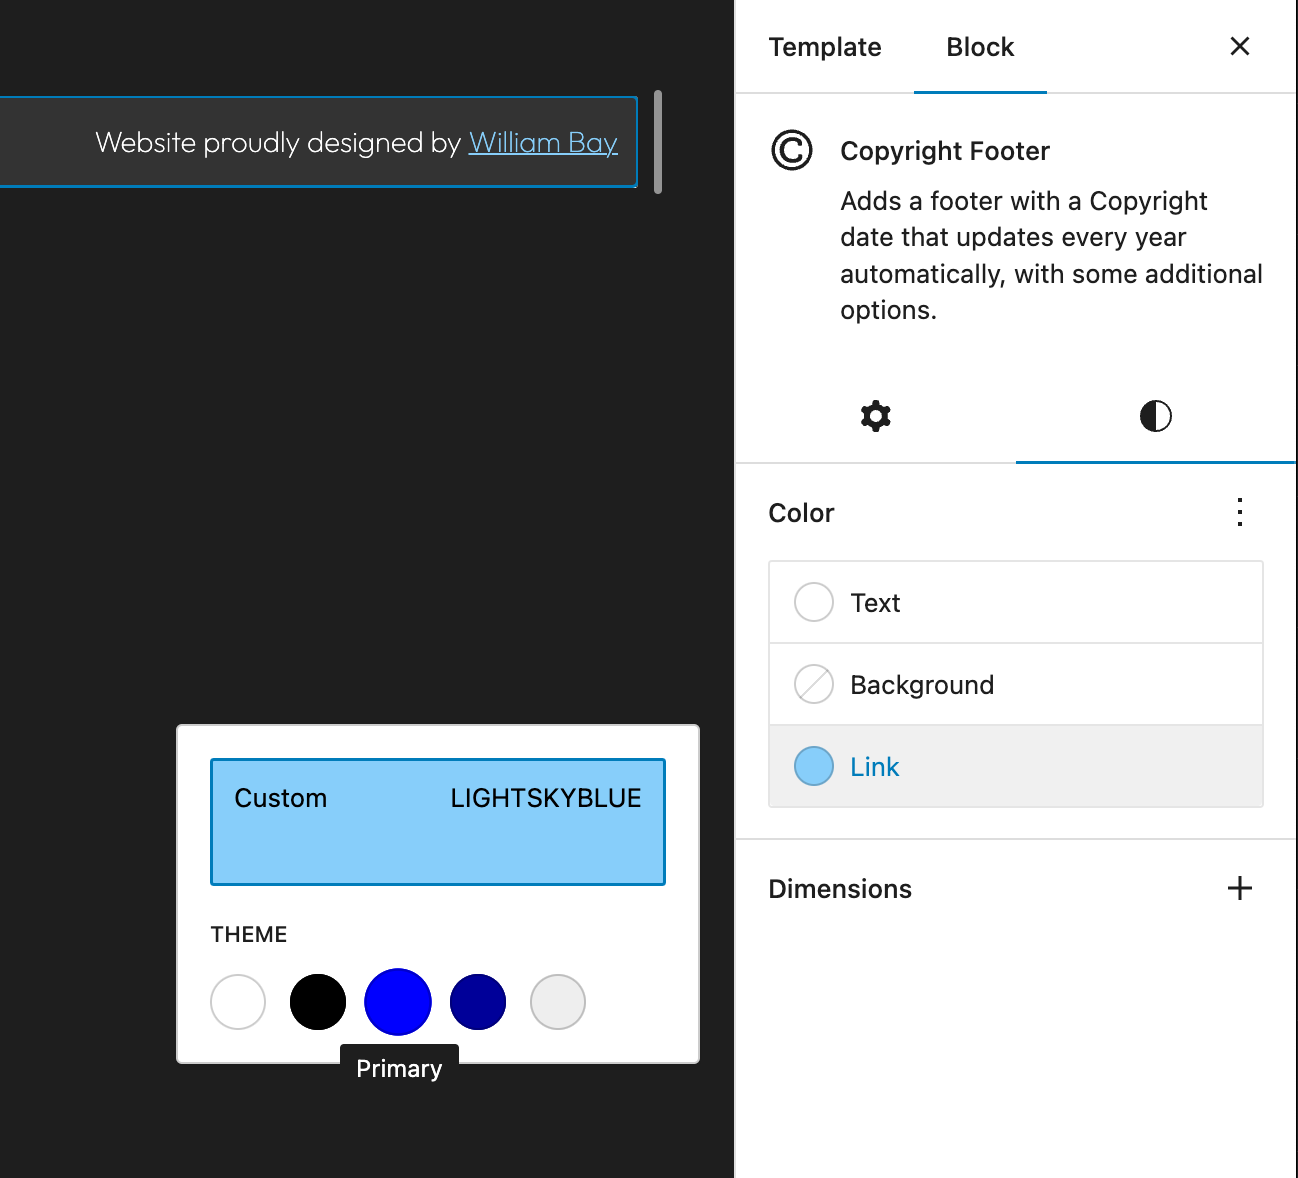 Template
Block
Website proudly designed by William Bay
Copyright Footer
Adds a footer with a Copyright
date that updates every year
automatically, with some additional
options.
Color
Text
Background
Link
Custom
LIGHTSKYBLUE
THEME
Primary
Dimensions